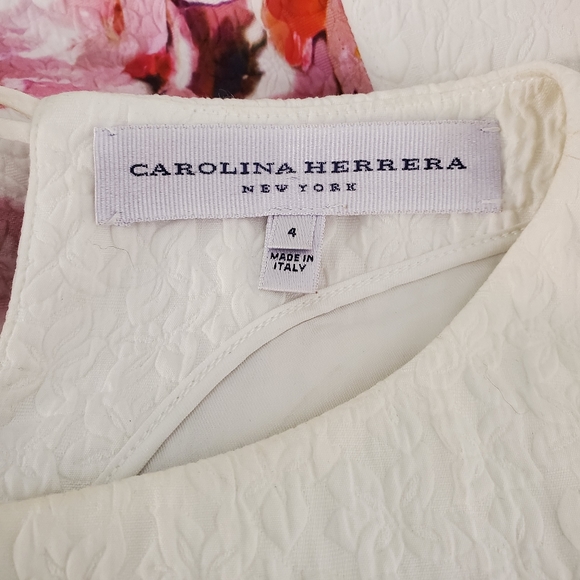 CAROLINA HERRERA
NEW YORK
4
MADE IN
ITALY